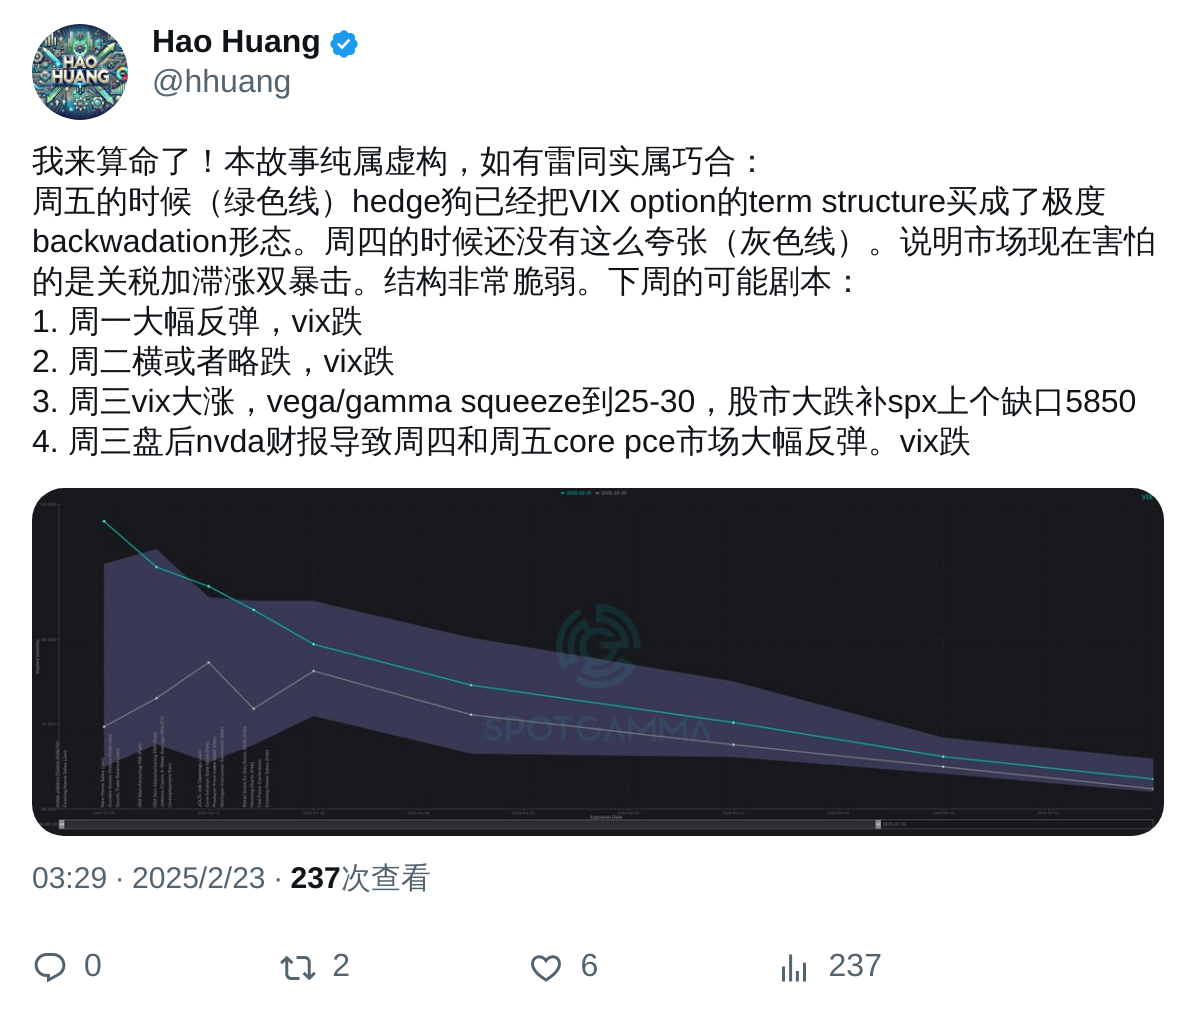 HAO
HUANG
Hao Huang
@hhuang
我来算命了！本故事纯属虚构，如有雷同实属巧合：
周五的时候（绿色线）hedge狗已经把VIX option的term structure买成了极度
backwadation形态。周四的时候还没有这么夸张（灰色线）。说明市场现在害怕
的是关税加滞涨双暴击。结构非常脆弱。下周的可能剧本：
1. 周一大幅反弹，vix跌
2. 周二横或者略跌，vix跌
3. 周三vix大涨，vega/gamma squeeze到25-30，股市大跌补spx上个缺口5850
4. 周三盘后nvda财报导致周四和周五core pce市场大幅反弹。vix跌
2025-02-21 2025-02-20
VIX
SPOTGAMMA
Expiration Date
03:29 · 2025/2/23 · 237次查看
0 2 6 237